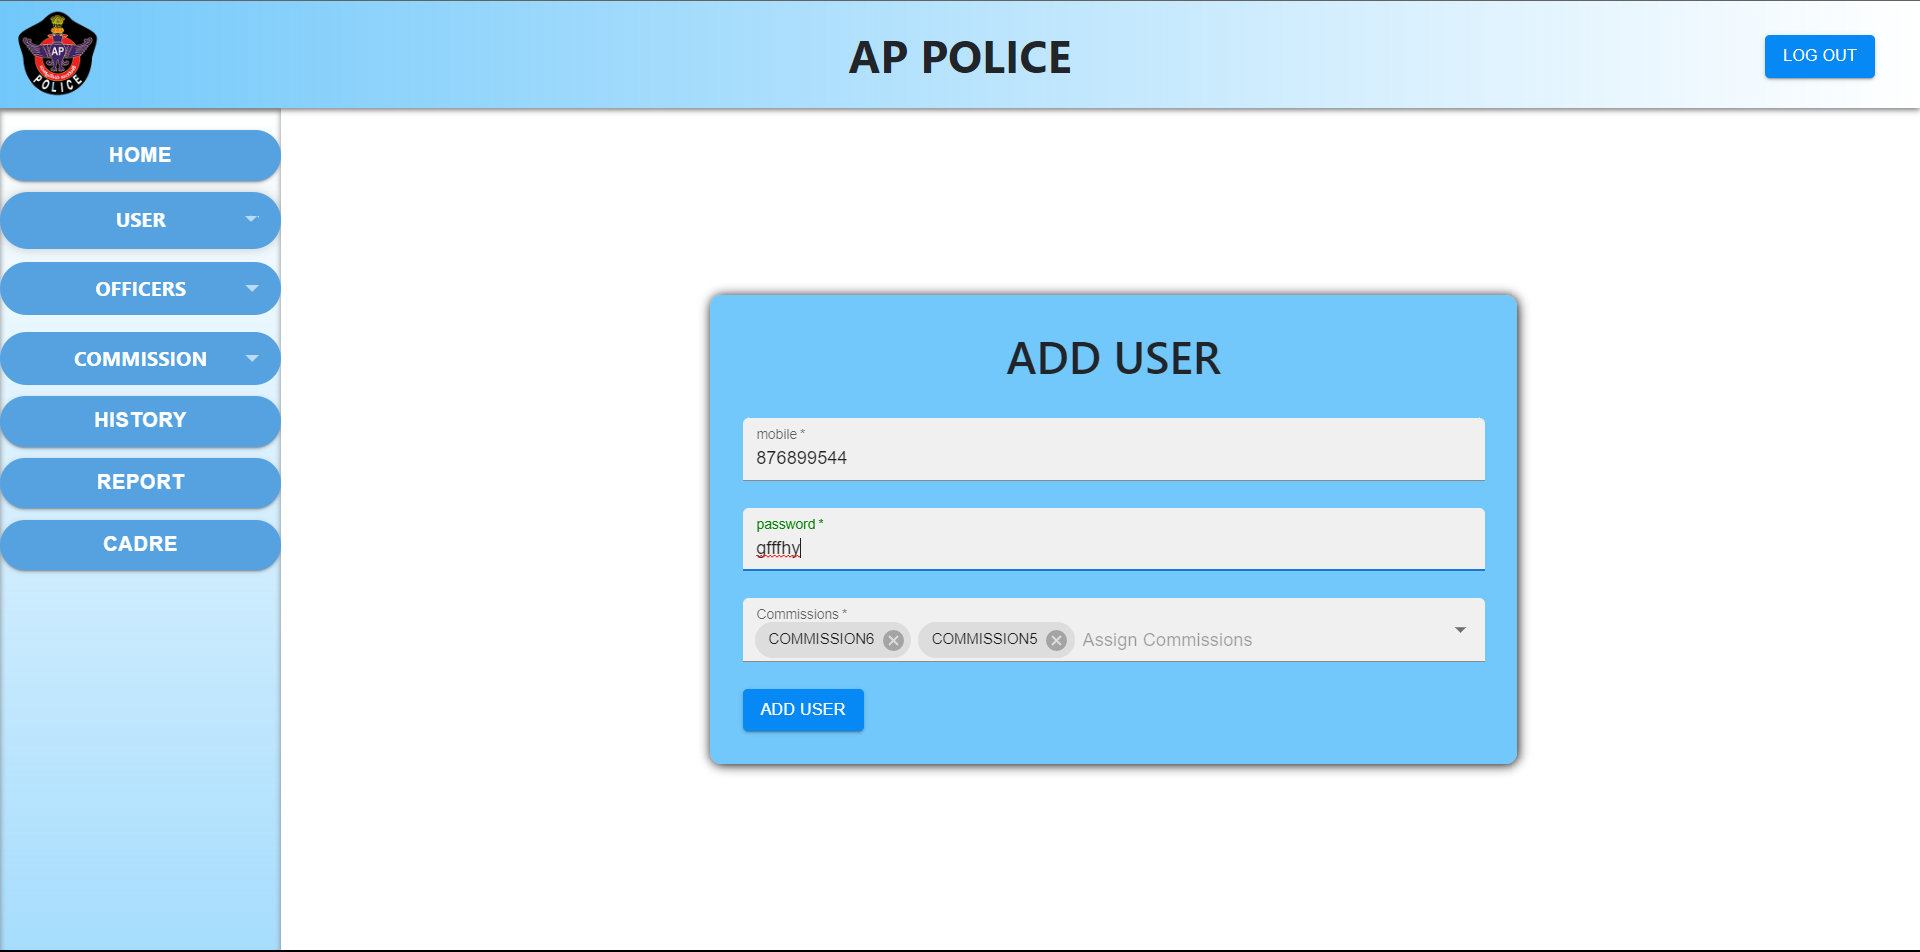 AP
POLICE
AP POLICE
LOG OUT
HOME
USER
OFFICERS
COMMISSION
HISTORY
REPORT
CADRE
ADD USER
mobile *
876899544
password *
gfffhy
Commissions *
COMMISSION6 COMMISSION5 Assign Commissions
ADD USER